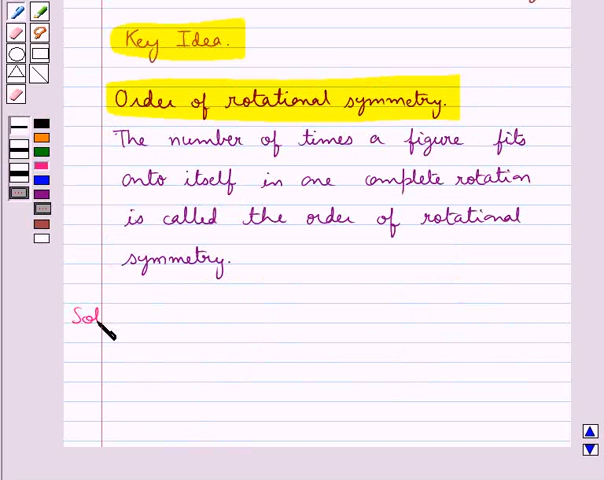 Key Idea.
Order of rotational symmetry.
The number of times a figure fits
onto itself in one complete rotation
is called the order of rotational
symmetry.
Sol